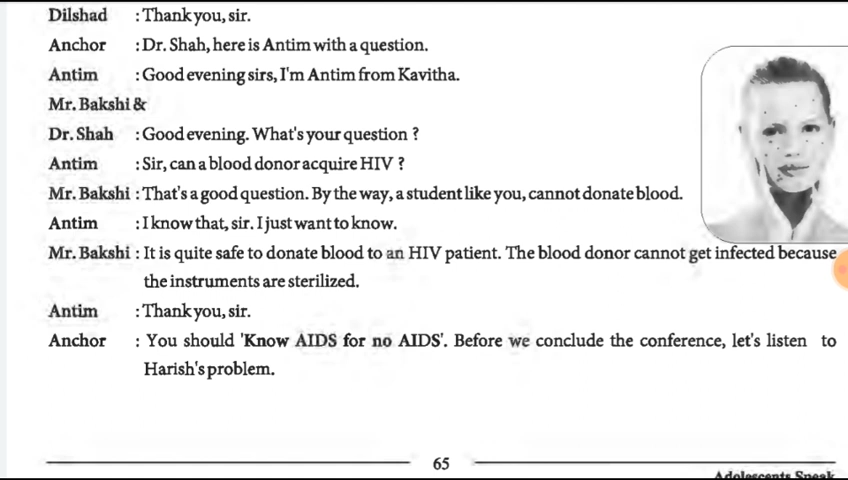 Dilshad : Thank you, sir.
Anchor : Dr. Shah, here is Antim with a question.
Antim : Good evening sirs, I'm Antim from Kavitha.
Mr. Bakshi &
Dr. Shah : Good evening. What's your question ?
Antim : Sir, can a blood donor acquire HIV ?
Mr. Bakshi : That's a good question. By the way, a student like you, cannot donate blood.
Antim : I know that, sir. I just want to know.
Mr. Bakshi : It is quite safe to donate blood to an HIV patient. The blood donor cannot get infected because
the instruments are sterilized.
Antim : Thank you, sir.
Anchor : You should 'Know AIDS for no AIDS'. Before we conclude the conference, let's listen to
Harish's problem.
65
Adolescents Speak